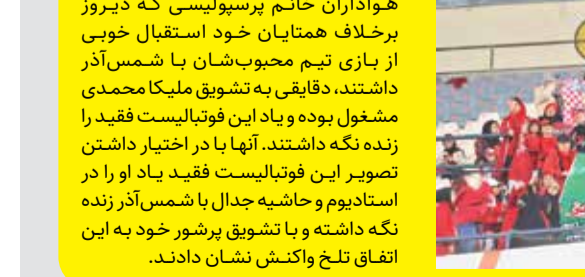 هواداران خانم پرسپولیسی که دیروز
برخلاف همتایان خود استقبال خوبی
از بازی تیم محبوب‌شان با شمس‌آذر
داشتند، دقایقی به تشویق ملیکا محمدی
مشغول بوده و یاد این فوتبالیست فقید را
زنده نگه داشتند. آنها با در اختیار داشتن
تصویر این فوتبالیست فقید یاد او را در
استادیوم و حاشیه جدال با شمس‌آذر زنده
نگه داشته و با تشویق پرشور خود به این
اتفاق تلخ واکنش نشان دادند.